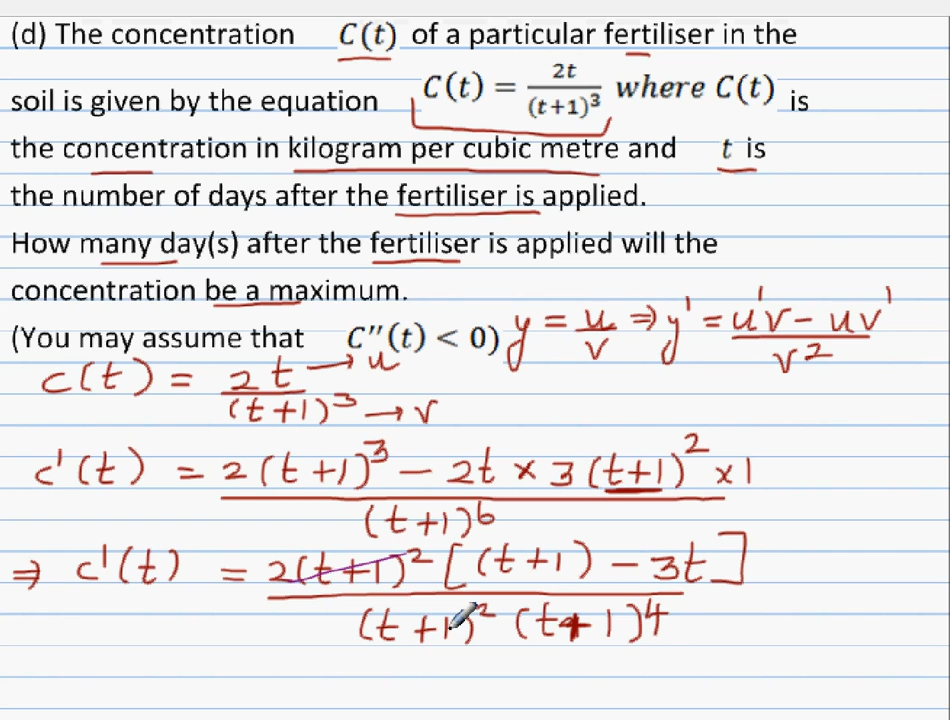 (d) The concentration C(t) of a particular fertiliser in the
soil is given by the equation C(t) = 2t/(t+1)³ where C(t) is
the concentration in kilogram per cubic metre and t is
the number of days after the fertiliser is applied.
How many day(s) after the fertiliser is applied will the
concentration be a maximum.
(You may assume that C''(t) < 0) y = u/v ⇒ y' = (u'v - uv')/v²
c(t) = 2t → u / (t+1)³ → v
c'(t) = (2(t+1)³ - 2t × 3(t+1)² × 1)/(t+1)⁶
⇒ c'(t) = (2(t+1)² [(t+1) - 3t])/((t+1)² (t+1)⁴)